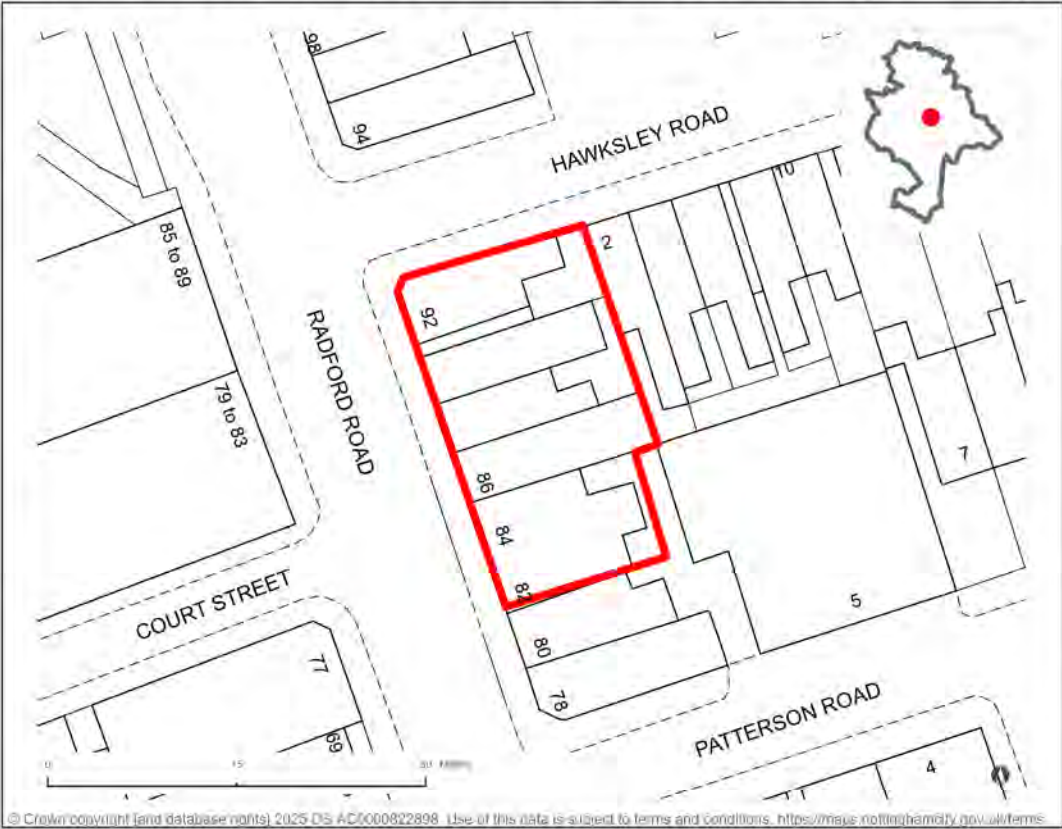 98
94
HAWKSLEY ROAD
10
2
85 to 89
92
RADFORD ROAD
79 to 83
86
7
84
82
COURT STREET
5
80
77
78
69
PATTERSON ROAD
4
0 15 30 Meters
© Crown copyright [and database rights] 2025 OS AC0000822898. Use of this data is subject to terms and conditions. https://maps.nottinghamcity.gov.uk/terms